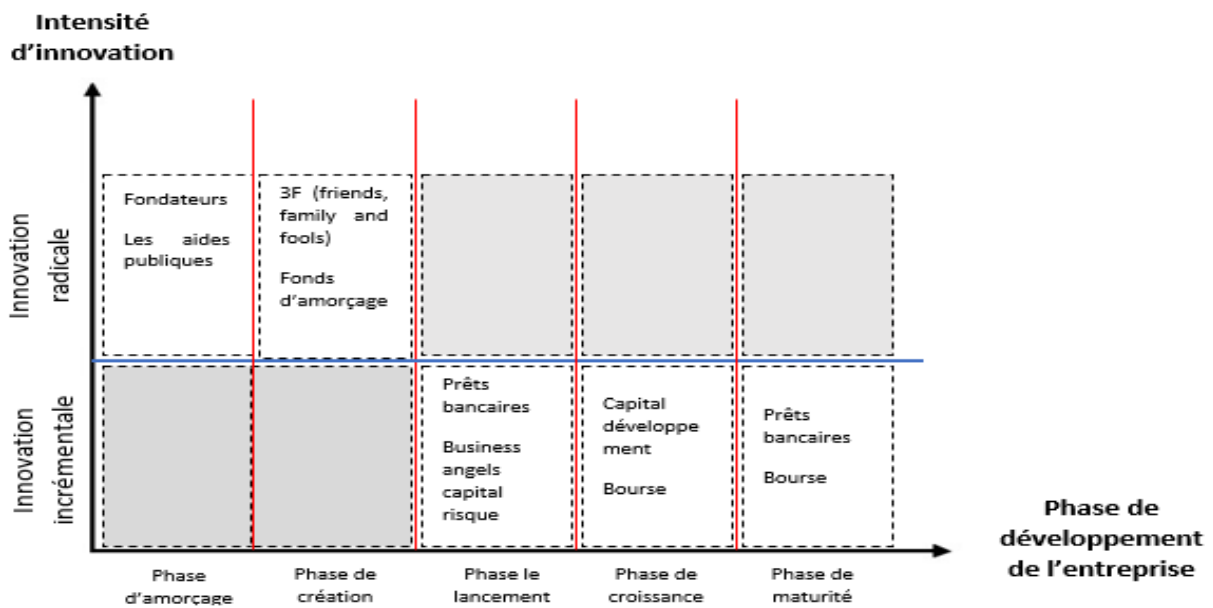 Intensité
d'innovation
Innovation
radicale
Fondateurs
Les aides
publiques
3F (friends,
family and
fools)
Fonds
d'amorçage
Innovation
incrémentale
Prêts
bancaires
Business
angels
capital
risque
Capital
développe
ment
Bourse
Prêts
bancaires
Bourse
Phase
d'amorçage
Phase de
création
Phase le
lancement
Phase de
croissance
Phase de
maturité
Phase de
développement
de l'entreprise